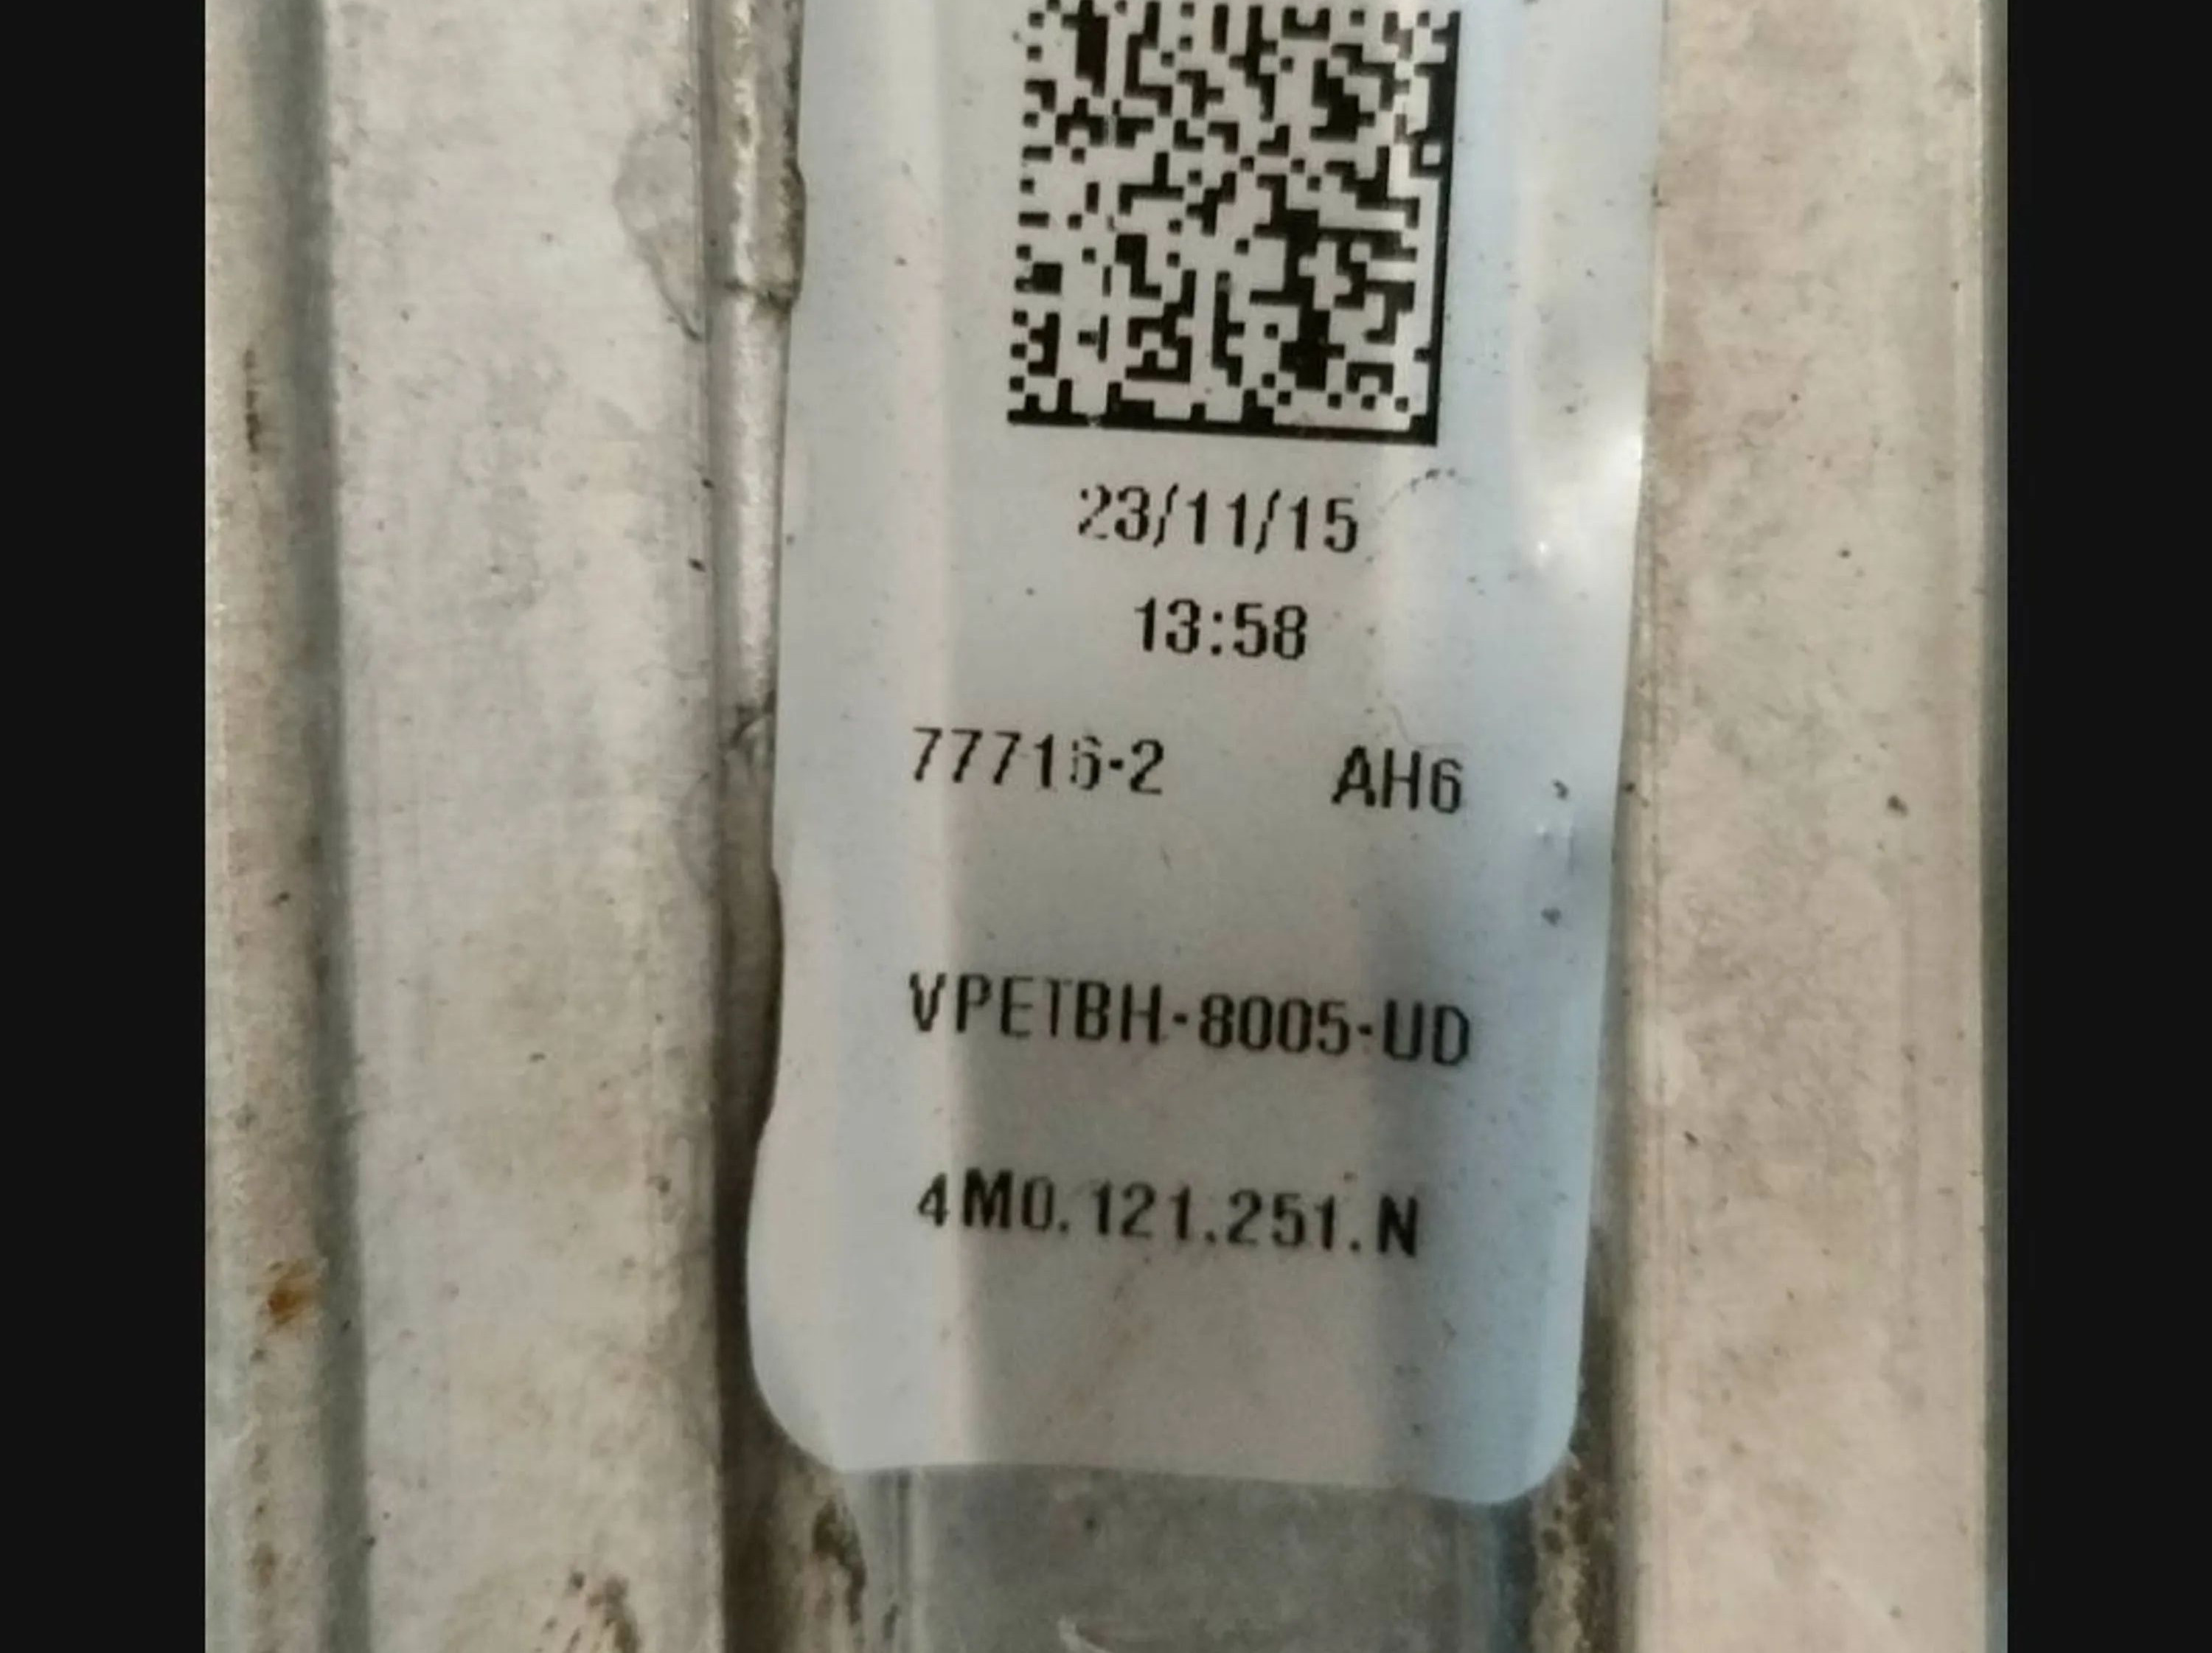 23/11/15
13:58
77716-2 AH6
VPETBH-8005-UD
4M0.121.251.N